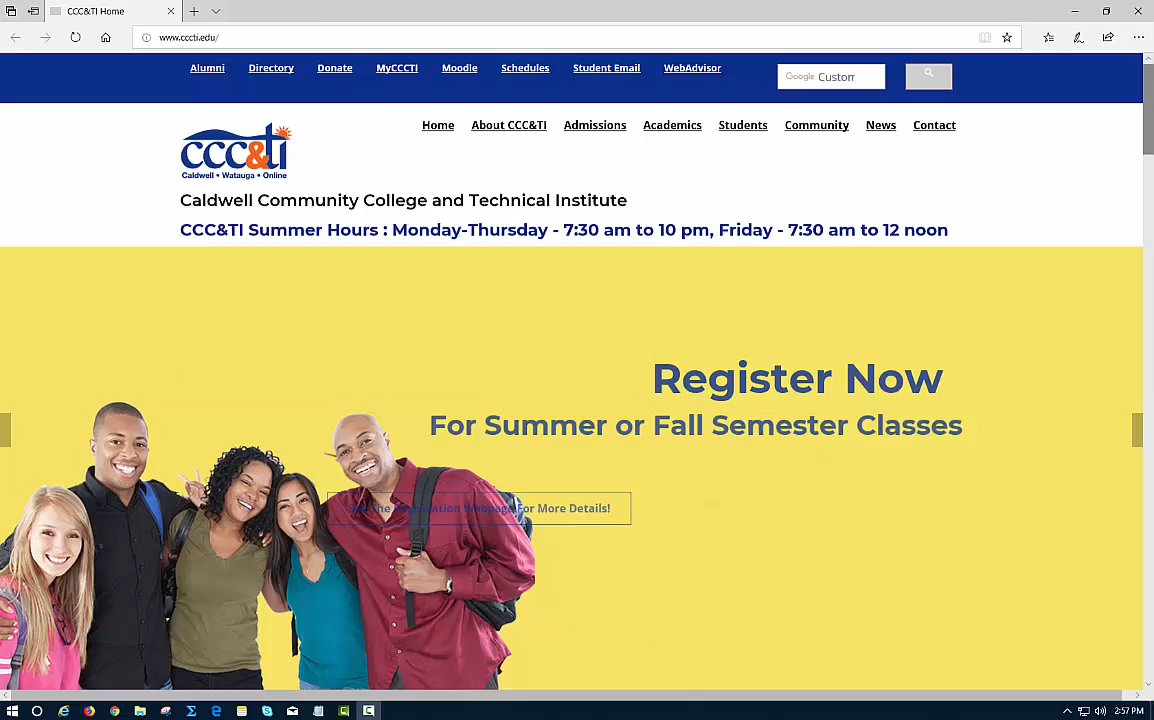 CCC&TI Home
www.cccti.edu/
Alumni Directory Donate MyCCCTI Moodle Schedules Student Email WebAdvisor
Google Custom
Home About CCC&TI Admissions Academics Students Community News Contact
CCC&TI
Caldwell • Watauga • Online
Caldwell Community College and Technical Institute
CCC&TI Summer Hours : Monday-Thursday - 7:30 am to 10 pm, Friday - 7:30 am to 12 noon
Register Now
For Summer or Fall Semester Classes
The Registration Webpage For More Details!
2:57 PM